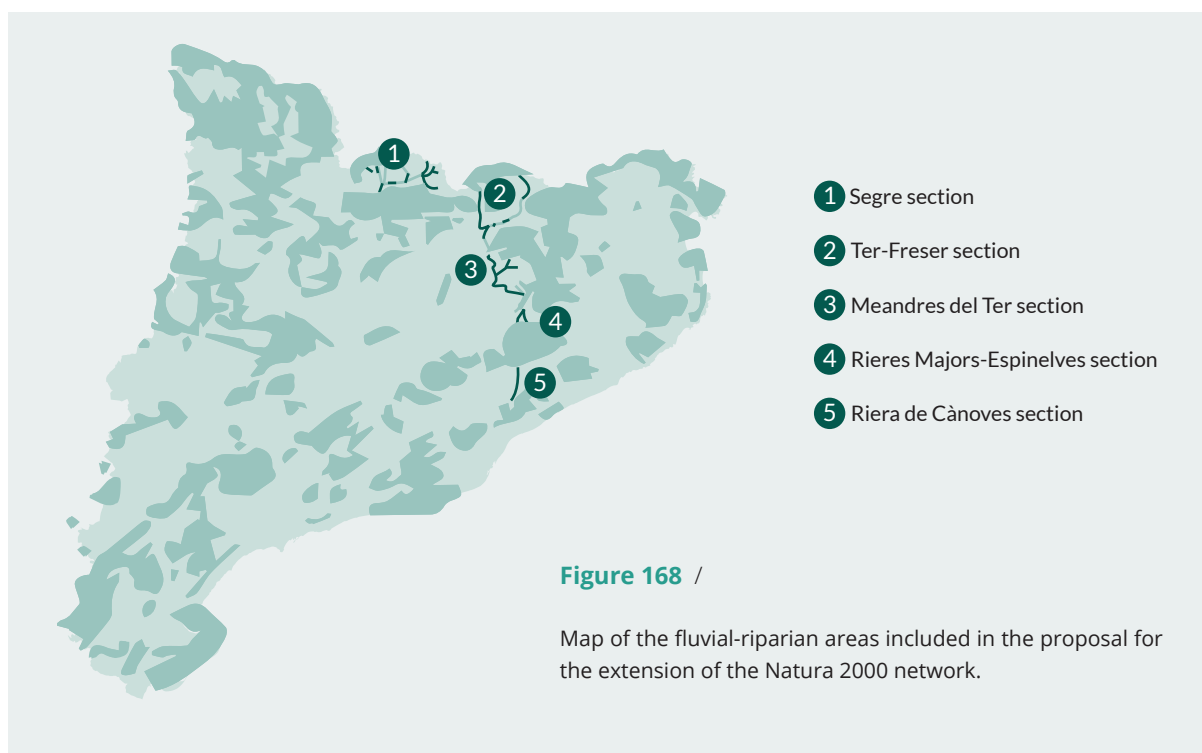 1
2
3
4
5
1 Segre section
2 Ter-Freser section
3 Meandres del Ter section
4 Rieres Majors-Espinelves section
5 Riera de Cànoves section
Figure 168 /
Map of the fluvial-riparian areas included in the proposal for
the extension of the Natura 2000 network.